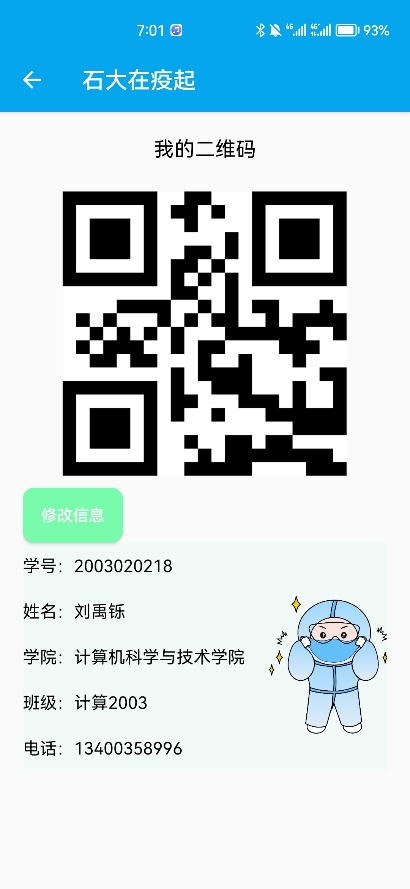 7:01 4G 4G+ 93%
石大在疫起
我的二维码
修改信息
学号：2003020218
姓名：刘禹铄
学院：计算机科学与技术学院
班级：计算2003
电话：13400358996